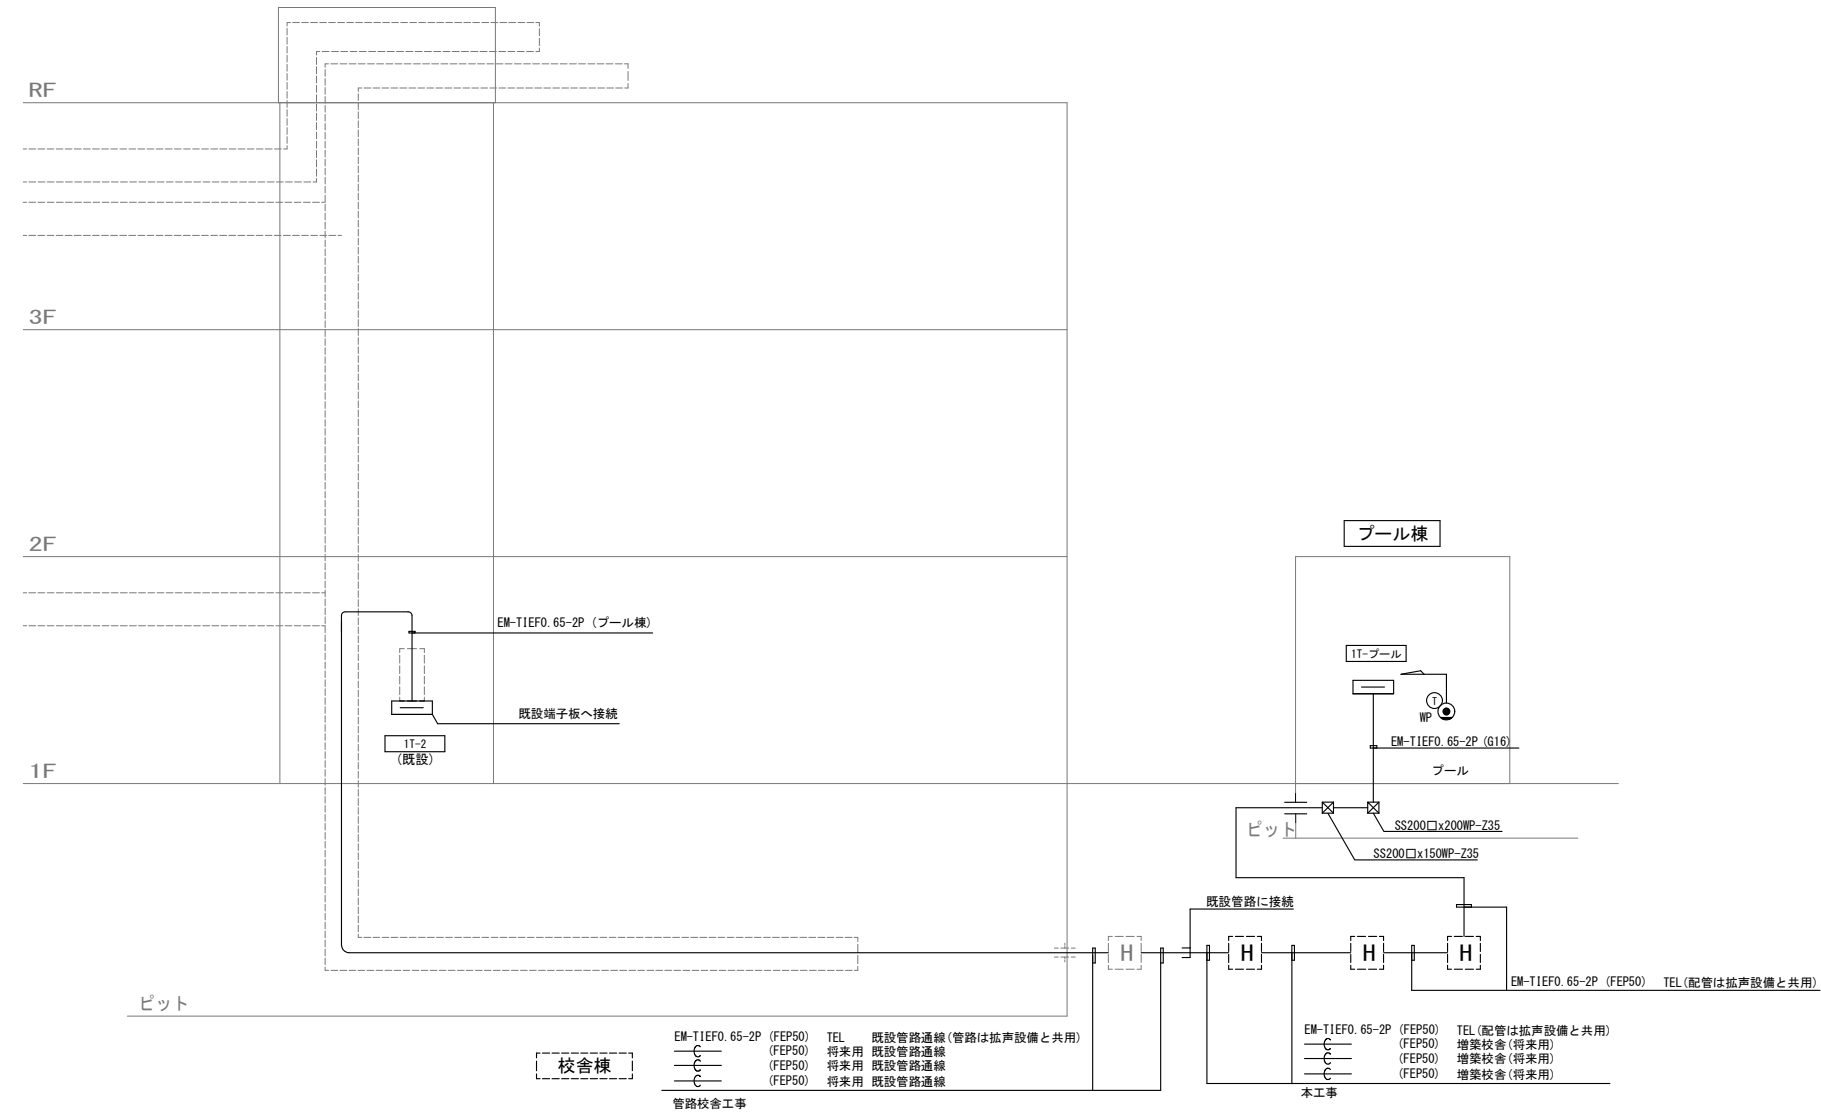 RF
3F
2F
1F
ピット
EM-TIEF0.65-2P (プール棟)
既設端子板へ接続
1T-2
(既設)
プール棟
1T-プール
T
WP
EM-TIEF0.65-2P (G16)
プール
ピット
SS200□x200WP-Z35
SS200□x150WP-Z35
既設管路に接続
H
H
H
H
EM-TIEF0.65-2P (FEP50) TEL(配管は拡声設備と共用)
校舎棟
EM-TIEF0.65-2P (FEP50) TEL 既設管路通線(管路は拡声設備と共用)
(FEP50) 将来用 既設管路通線
(FEP50) 将来用 既設管路通線
(FEP50) 将来用 既設管路通線
管路校舎工事
EM-TIEF0.65-2P (FEP50) TEL(配管は拡声設備と共用)
(FEP50) 増築校舎(将来用)
(FEP50) 増築校舎(将来用)
(FEP50) 増築校舎(将来用)
本工事